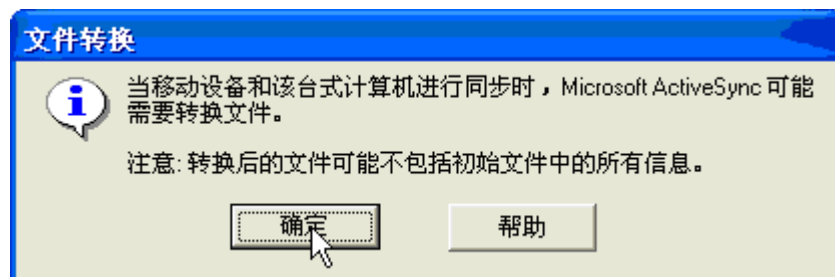 文件转换
当移动设备和该台式计算机进行同步时，Microsoft ActiveSync 可能
需要转换文件。
注意: 转换后的文件可能不包括初始文件中的所有信息。
确定 帮助